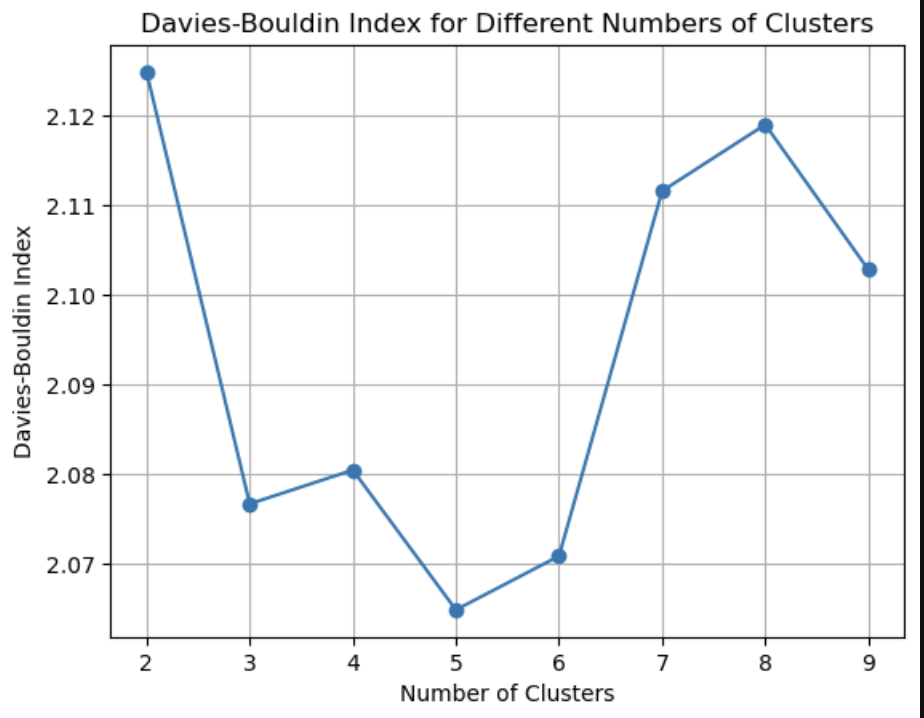 Davies-Bouldin Index for Different Numbers of Clusters
2.12
2.11
2.10
2.09
2.08
2.07
Davies-Bouldin Index
2 3 4 5 6 7 8 9
Number of Clusters